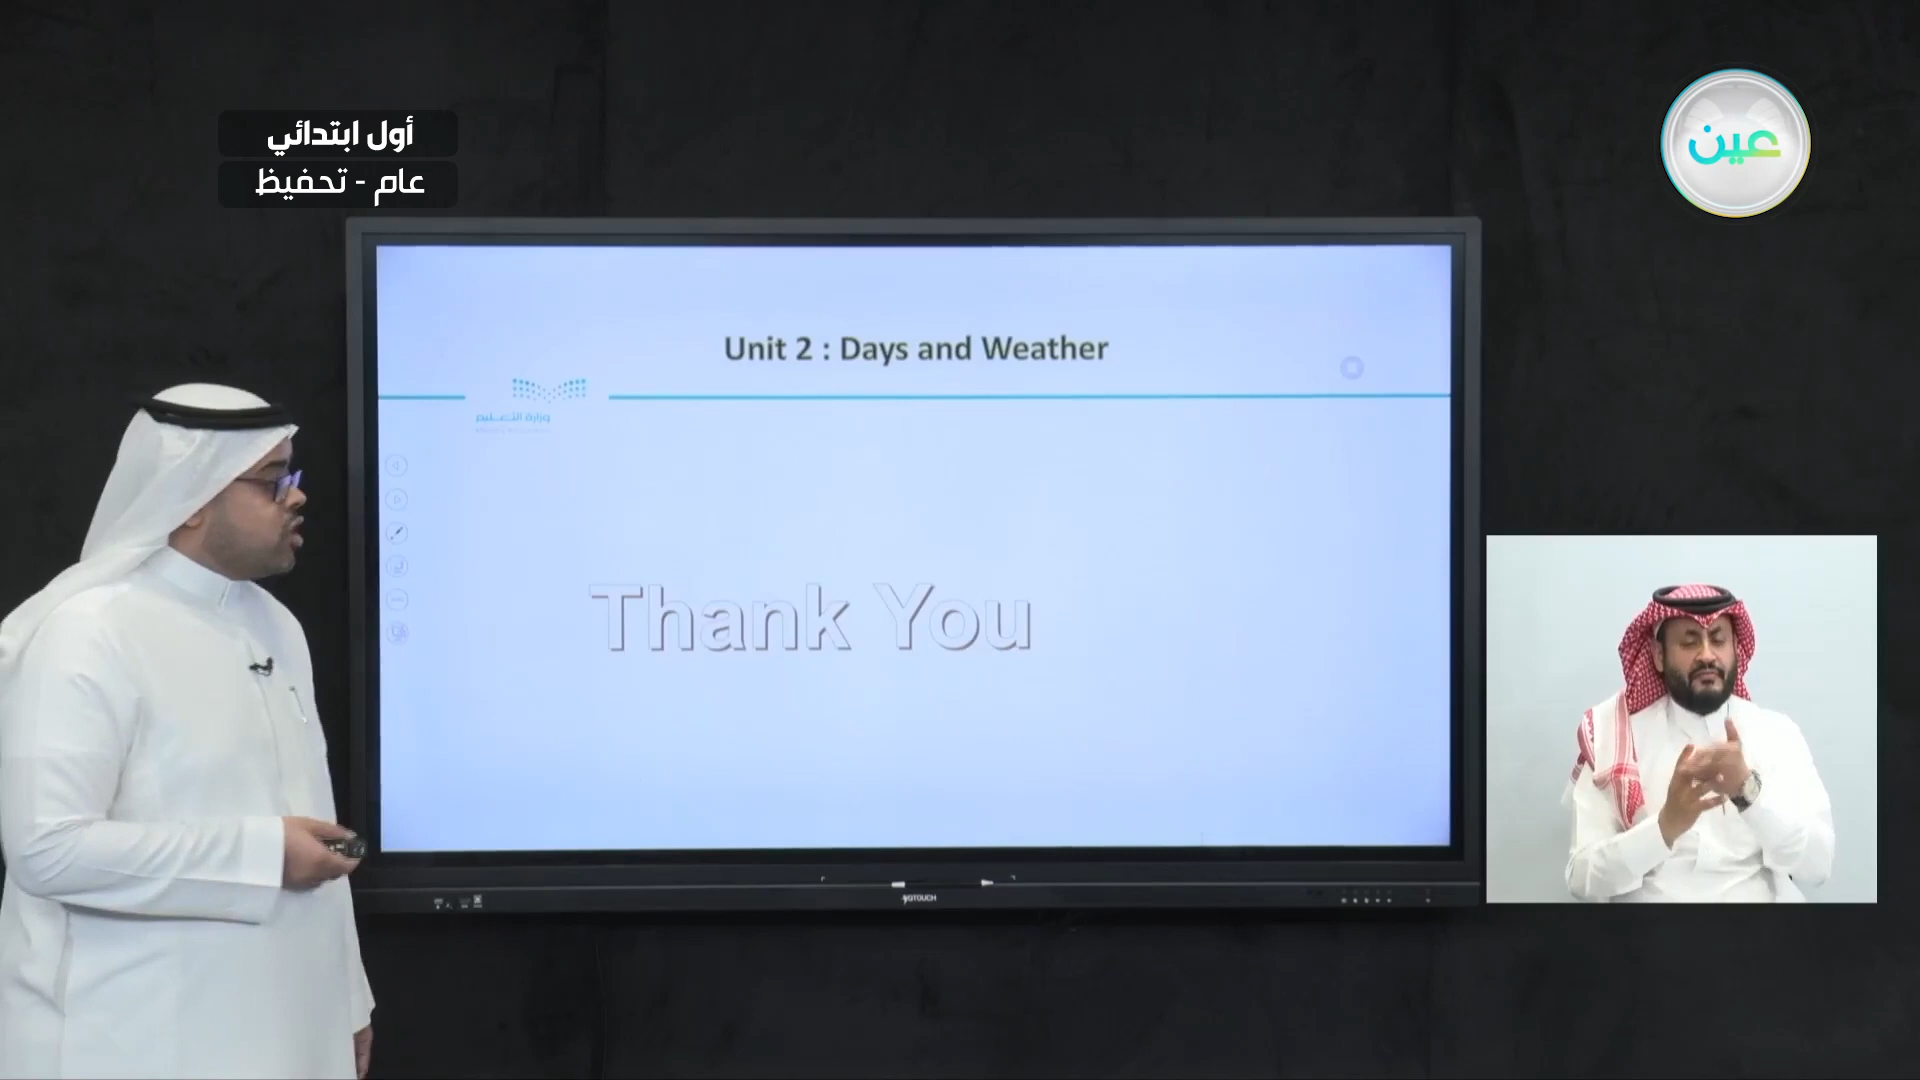 أول ابتدائي
عام - تحفيظ
عين
Unit 2 : Days and Weather
وزارة التعليم
Thank You